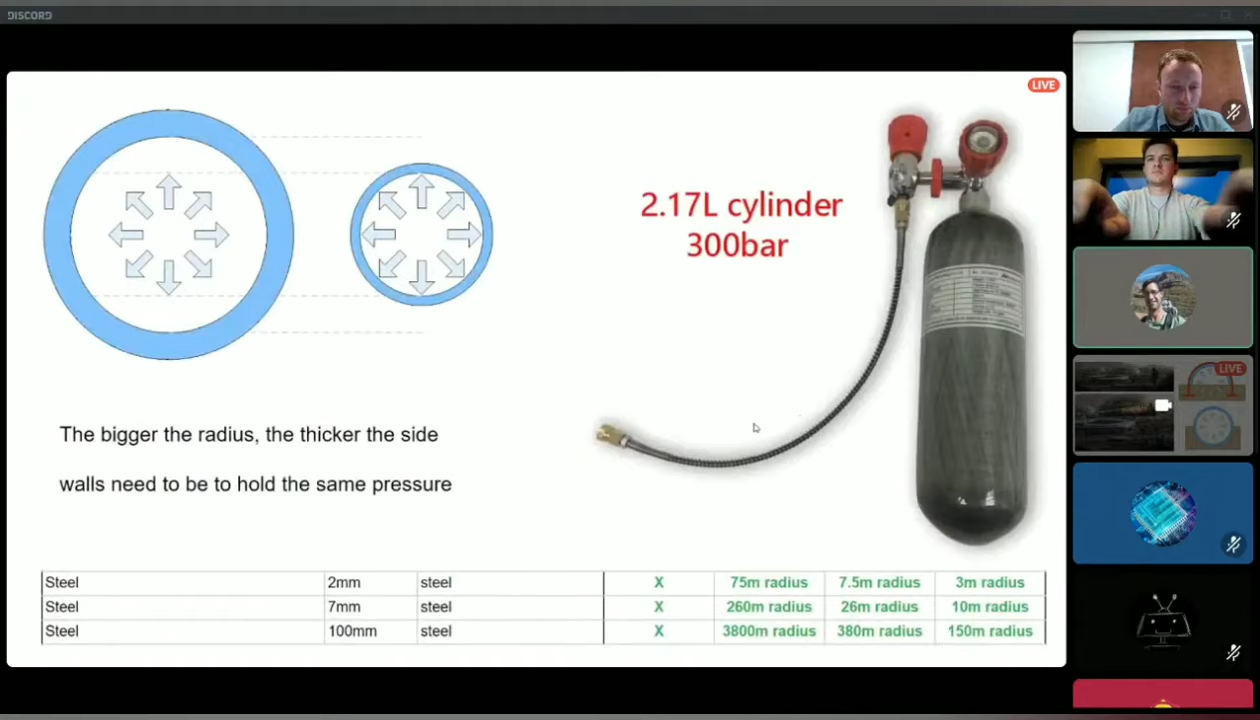 DISCORD
LIVE
2.17L cylinder
300bar
LIVE
The bigger the radius, the thicker the side
walls need to be to hold the same pressure
Steel 2mm steel X 75m radius 7.5m radius 3m radius
Steel 7mm steel X 260m radius 26m radius 10m radius
Steel 100mm steel X 3800m radius 380m radius 150m radius